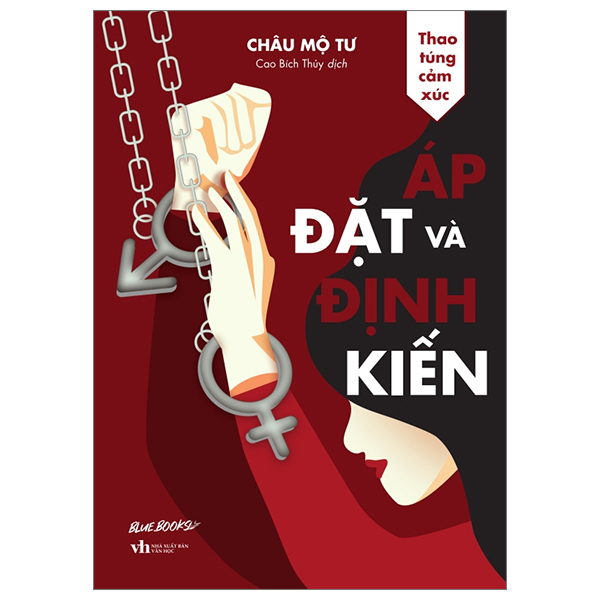 CHÂU MỘ TƯ
Cao Bích Thủy dịch
Thao
túng
cảm
xúc
ÁP
ĐẶT VÀ
ĐỊNH
KIẾN
BLUE.BOOKS
vh NHÀ XUẤT BẢN
VĂN HỌC